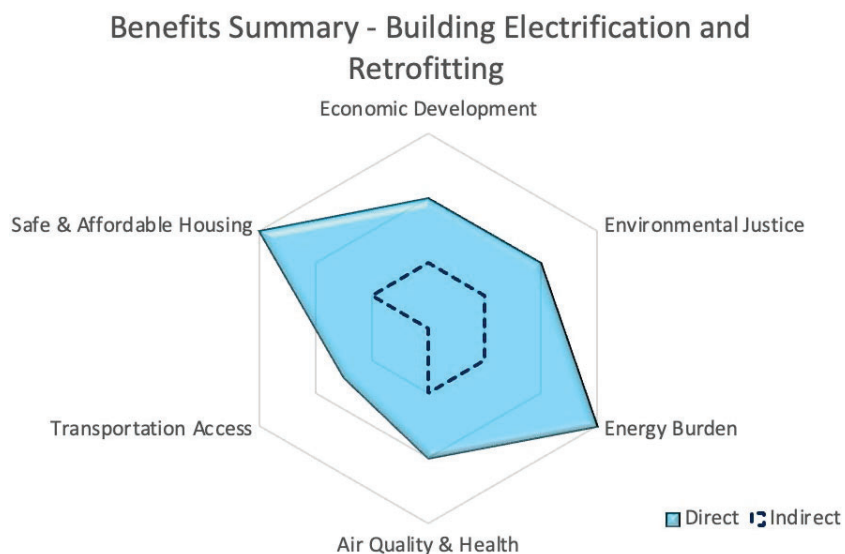 Benefits Summary - Building Electrification and
Retrofitting
Economic Development
Safe & Affordable Housing
Environmental Justice
Transportation Access
Energy Burden
Air Quality & Health
Direct
Indirect